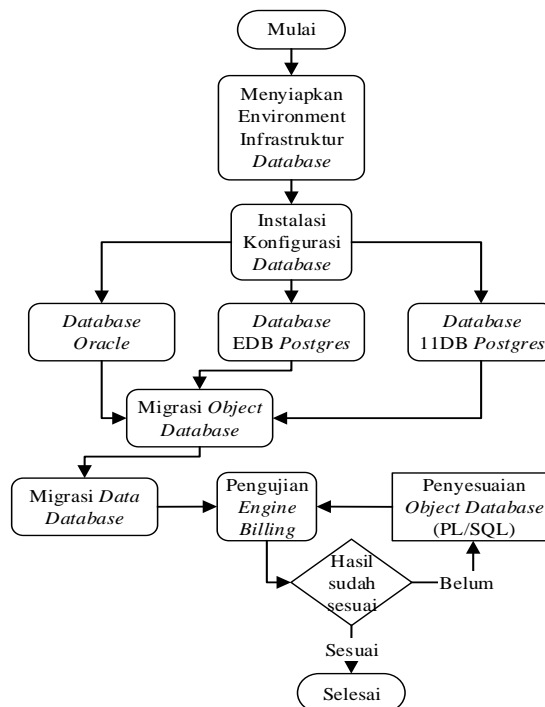 Mulai
Menyiapkan
Environment
Infrastruktur
Database
Instalasi
Konfigurasi
Database
Database
Oracle
Database
EDB Postgres
Database
11DB Postgres
Migrasi Object
Database
Migrasi Data
Database
Pengujian
Engine
Billing
Penyesuaian
Object Database
(PL/SQL)
Hasil
sudah
sesuai
Belum
Sesuai
Selesai